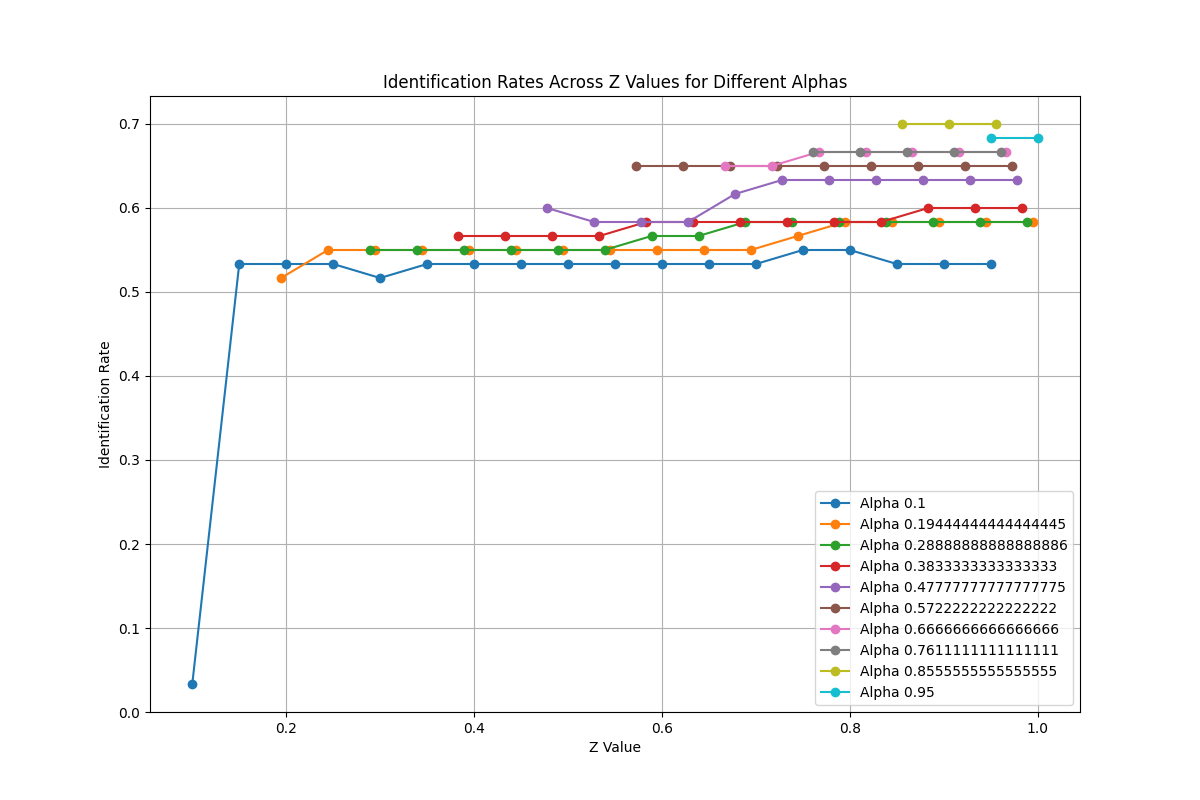 Identification Rates Across Z Values for Different Alphas
0.7
0.6
0.5
0.4
0.3
0.2
0.1
0.0
Identification Rate
0.2
0.4
0.6
0.8
1.0
Z Value
Alpha 0.1
Alpha 0.19444444444444445
Alpha 0.28888888888888886
Alpha 0.3833333333333333
Alpha 0.47777777777777775
Alpha 0.5722222222222222
Alpha 0.6666666666666666
Alpha 0.7611111111111111
Alpha 0.8555555555555555
Alpha 0.95